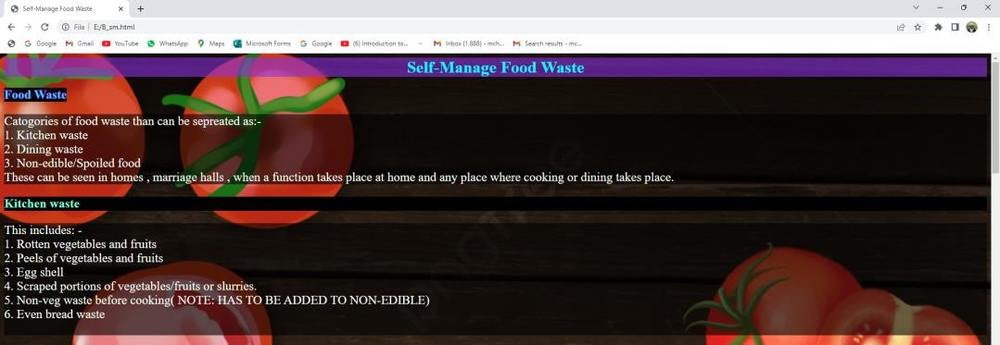 Self-Manage Food Waste
File | E:/B_sm.html
Google Gmail YouTube WhatsApp Maps Microsoft Forms Google (6) Introduction to... Inbox (1,888) - mch... Search results - mc...
Self-Manage Food Waste
Food Waste
Catogories of food waste than can be sepreated as:-
1. Kitchen waste
2. Dining waste
3. Non-edible/Spoiled food
These can be seen in homes , marriage halls , when a function takes place at home and any place where cooking or dining takes place.
Kitchen waste
This includes: -
1. Rotten vegetables and fruits
2. Peels of vegetables and fruits
3. Egg shell
4. Scraped portions of vegetables/fruits or slurries.
5. Non-veg waste before cooking( NOTE: HAS TO BE ADDED TO NON-EDIBLE)
6. Even bread waste